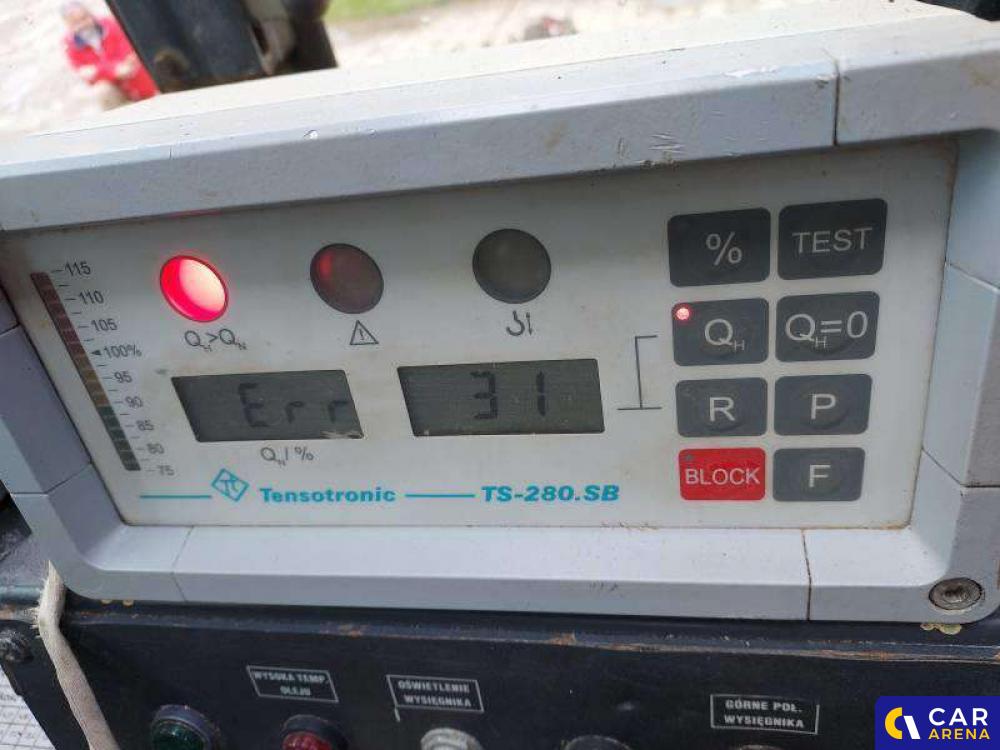 115
110
105
100%
95
90
85
80
75
QH>QN
%
TEST
QH
QH=0
Err
31
R
P
QN/%
BLOCK
F
Tensotronic
TS-280.SB
WYSOKA TEMP
OLEJU
OŚWIETLENIE
WYSIĘGNIKA
GÓRNE POŁ.
WYSIĘGNIKA
CAR
ARENA